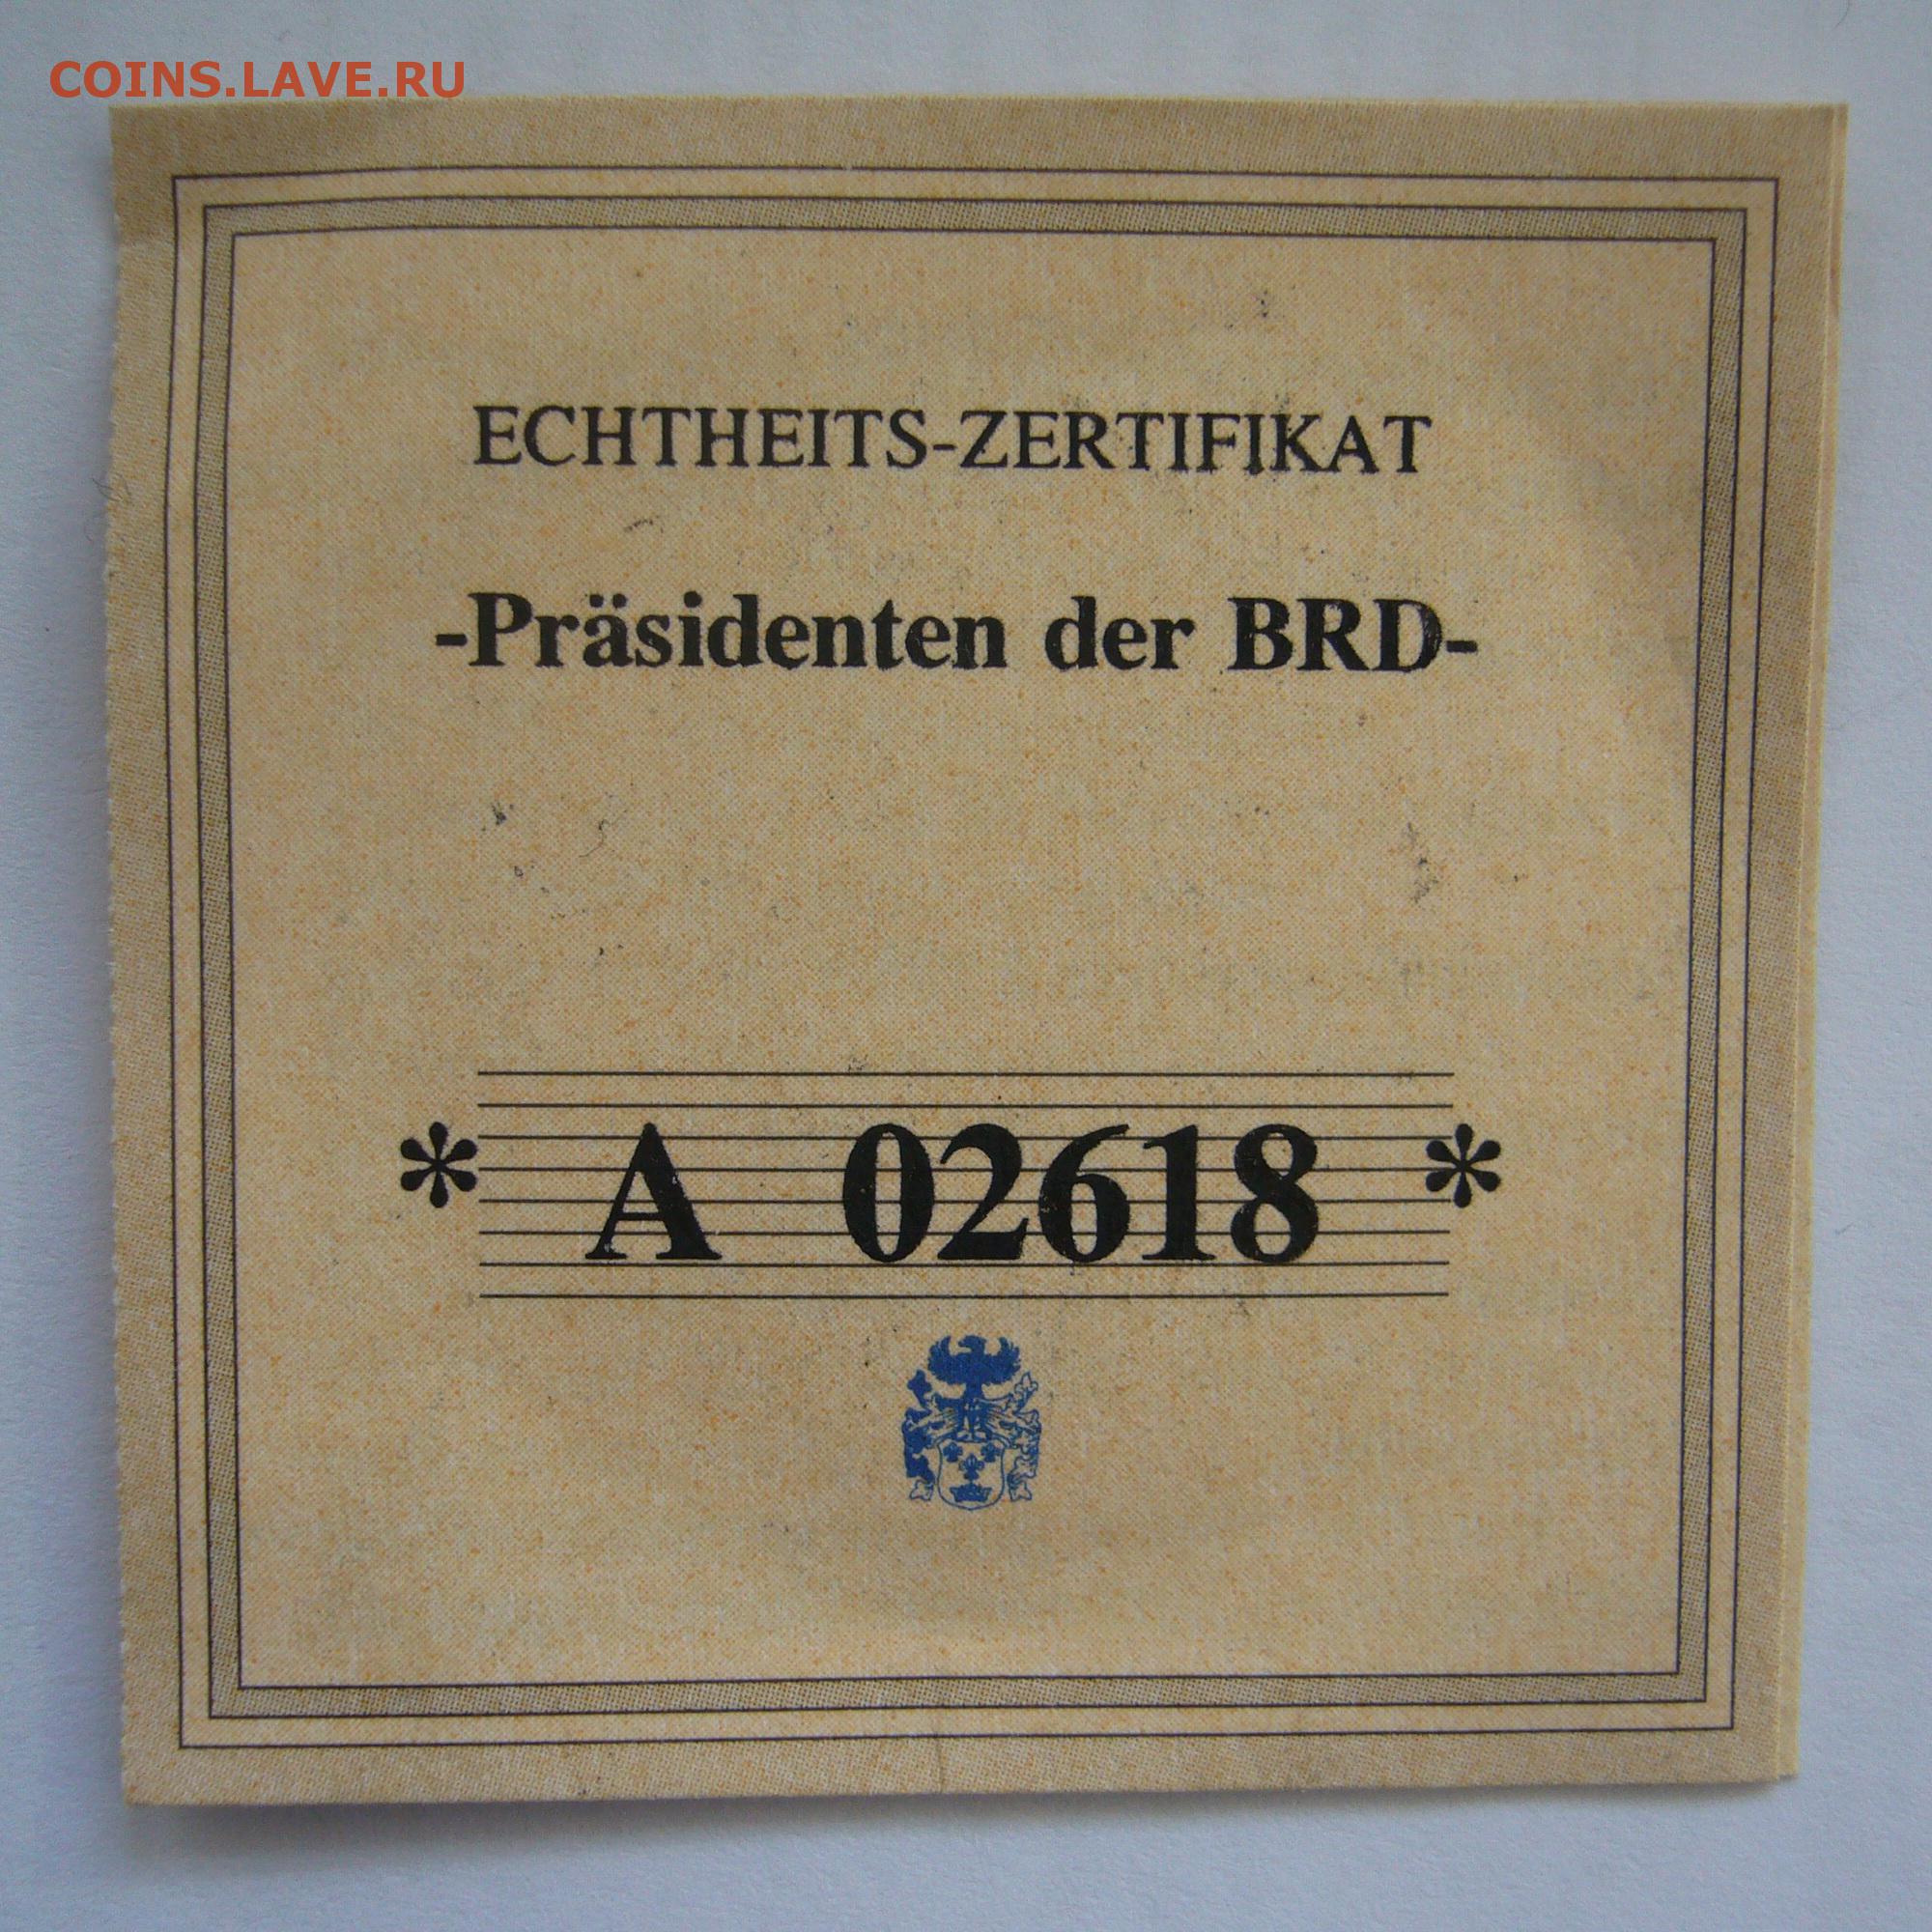 COINS.LAVE.RU
ECHTHEITS-ZERTIFIKAT
-Präsidenten der BRD-
* A 02618 *